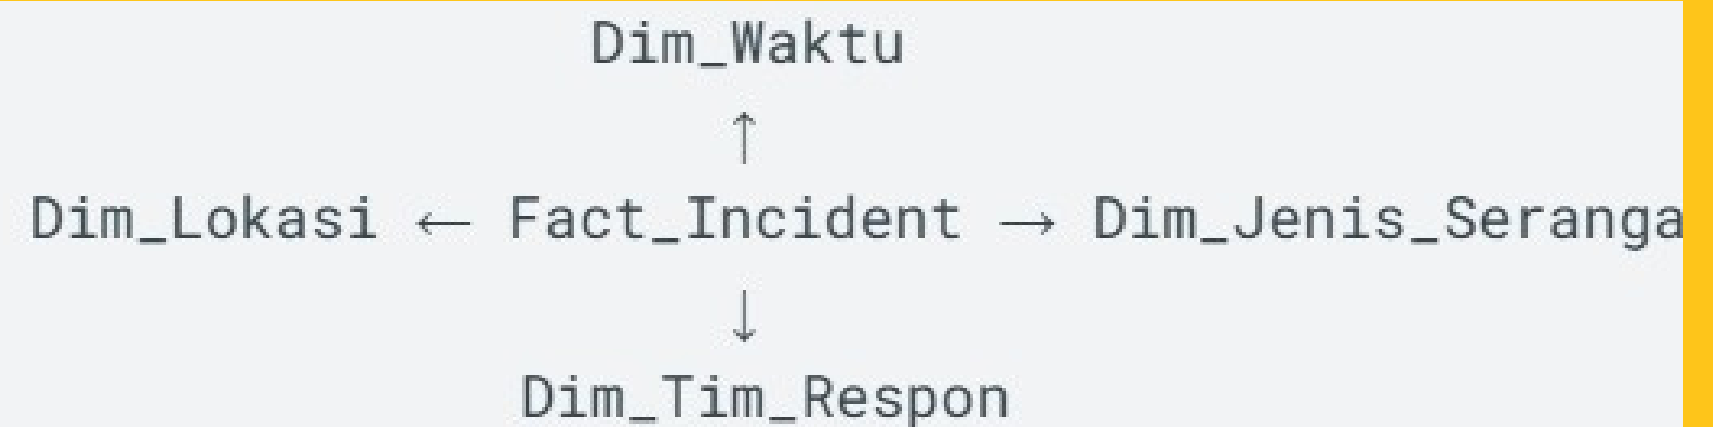 Dim_Waktu
↑
Dim_Lokasi ← Fact_Incident → Dim_Jenis_Seranga
↓
Dim_Tim_Respon